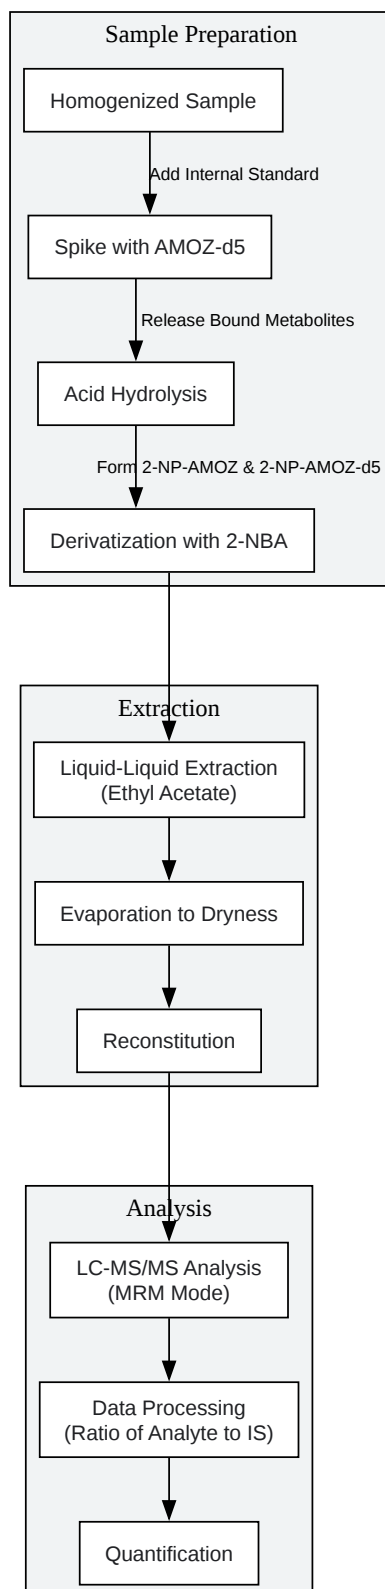 Sample Preparation
Homogenized Sample
Add Internal Standard
Spike with AMOZ-d5
Release Bound Metabolites
Acid Hydrolysis
Form 2-NP-AMOZ & 2-NP-AMOZ-d5
Derivatization with 2-NBA
Extraction
Liquid-Liquid Extraction
(Ethyl Acetate)
Evaporation to Dryness
Reconstitution
Analysis
LC-MS/MS Analysis
(MRM Mode)
Data Processing
(Ratio of Analyte to IS)
Quantification